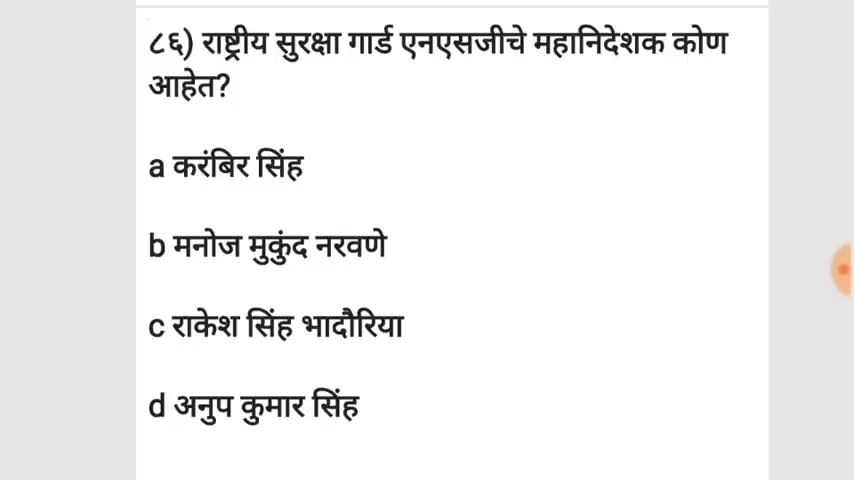 ८६) राष्ट्रीय सुरक्षा गार्ड एनएसजीचे महानिदेशक कोण
आहेत?
a करंबिर सिंह
b मनोज मुकुंद नरवणे
c राकेश सिंह भादौरिया
d अनुप कुमार सिंह